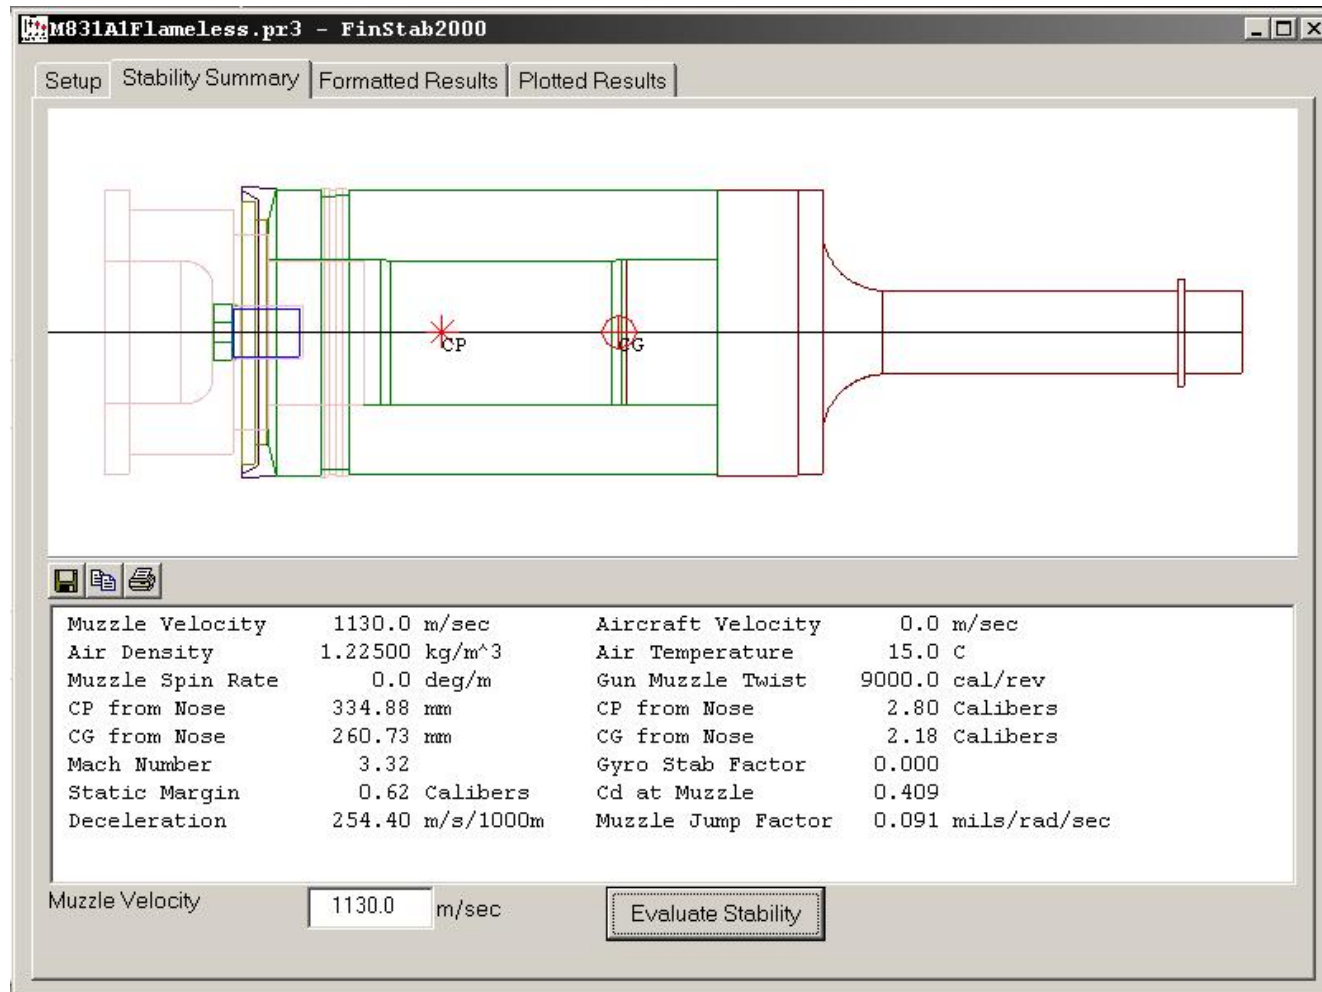 M831A1Flameless.pr3 - FinStab2000
Setup Stability Summary Formatted Results Plotted Results
CP CG
Muzzle Velocity 1130.0 m/sec Aircraft Velocity 0.0 m/sec
Air Density 1.22500 kg/m^3 Air Temperature 15.0 C
Muzzle Spin Rate 0.0 deg/m Gun Muzzle Twist 9000.0 cal/rev
CP from Nose 334.88 mm CP from Nose 2.80 Calibers
CG from Nose 260.73 mm CG from Nose 2.18 Calibers
Mach Number 3.32 Gyro Stab Factor 0.000
Static Margin 0.62 Calibers Cd at Muzzle 0.409
Deceleration 254.40 m/s/1000m Muzzle Jump Factor 0.091 mils/rad/sec
Muzzle Velocity 1130.0 m/sec Evaluate Stability